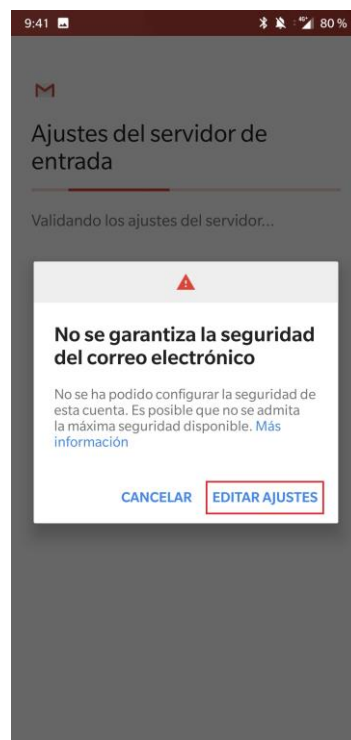 9:41 4G+ 80 %
Ajustes del servidor de
entrada
Validando los ajustes del servidor...
No se garantiza la seguridad
del correo electrónico
No se ha podido configurar la seguridad de
esta cuenta. Es posible que no se admita
la máxima seguridad disponible. Más
información
CANCELAR EDITAR AJUSTES